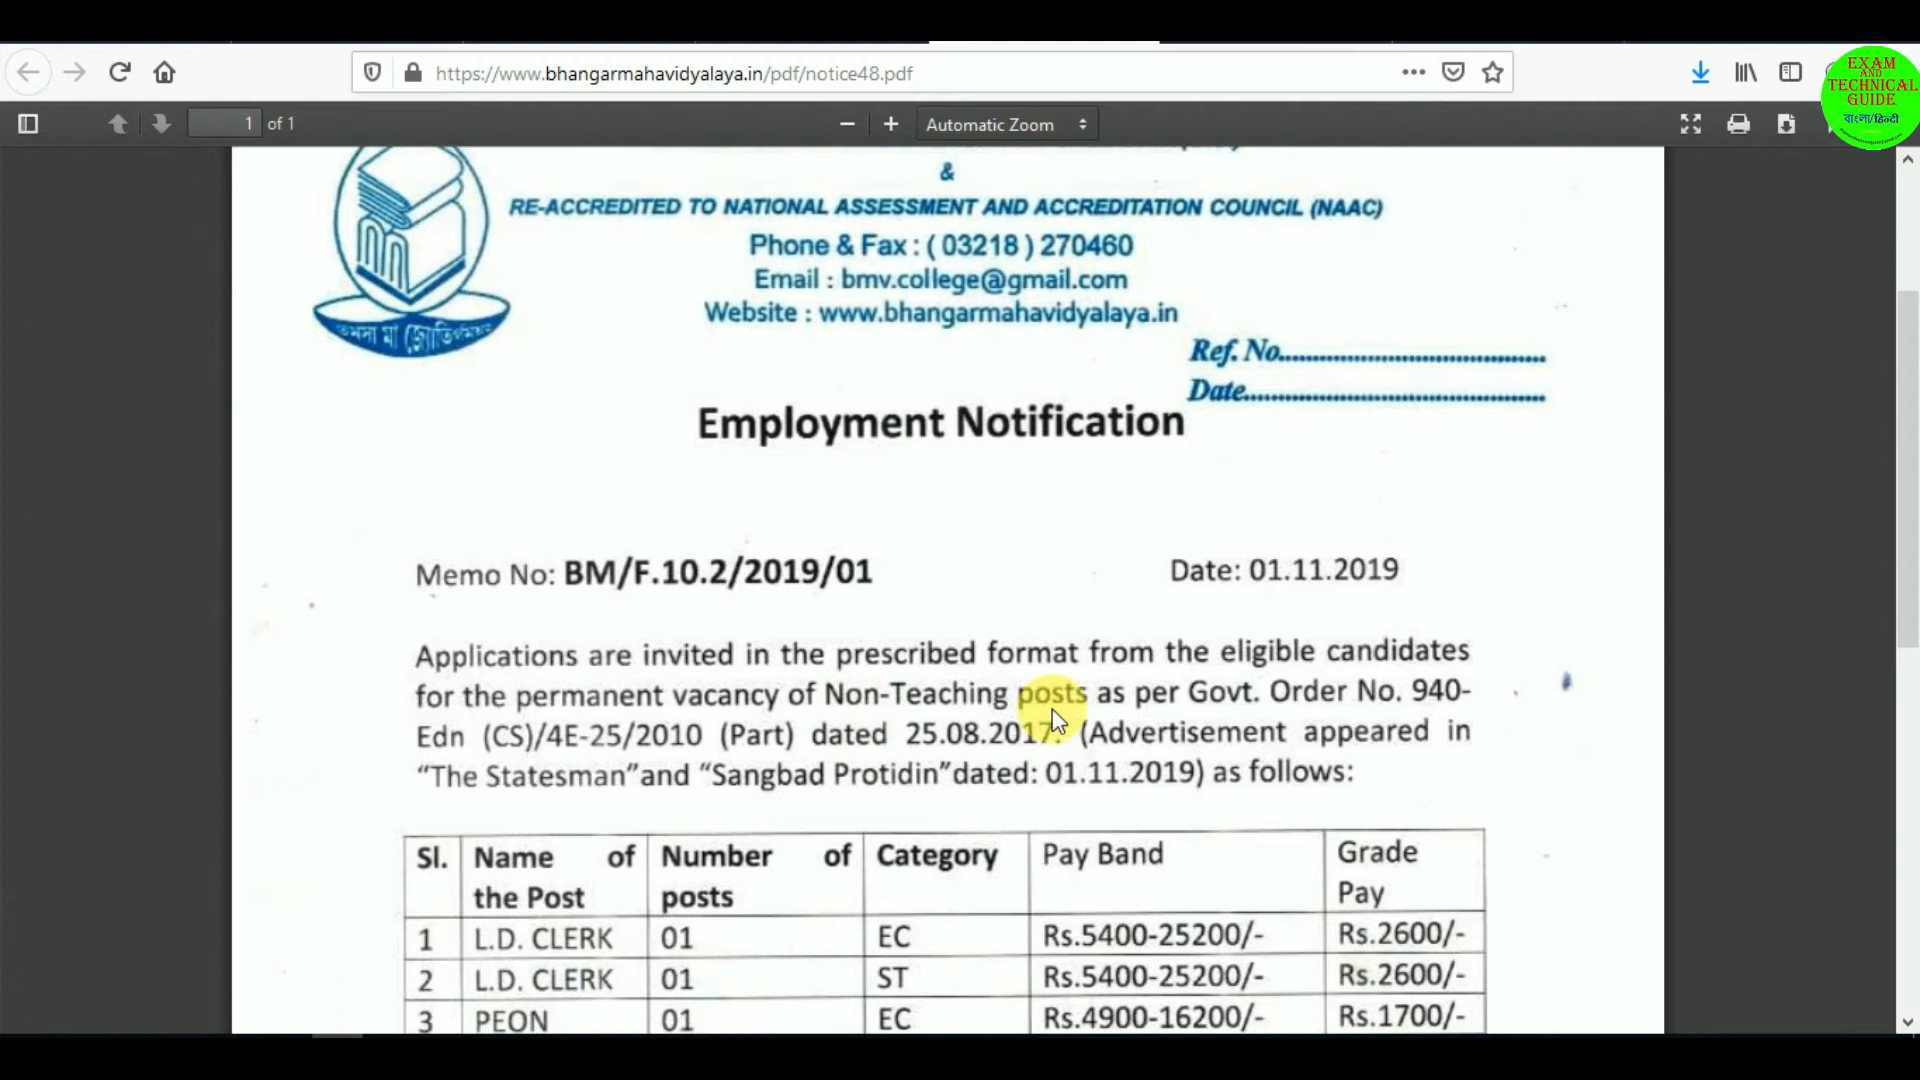 https://www.bhangarmahavidyalaya.in/pdf/notice48.pdf
EXAM
AND
TECHNICAL
GUIDE
বাংলা/हिन्दी
1 of 1
Automatic Zoom
&
RE-ACCREDITED TO NATIONAL ASSESSMENT AND ACCREDITATION COUNCIL (NAAC)
Phone & Fax : ( 03218 ) 270460
Email : bmv.college@gmail.com
Website : www.bhangarmahavidyalaya.in
তমসো মা জ্যোতির্গময়
Ref. No.
Date
Employment Notification
Memo No: BM/F.10.2/2019/01 Date: 01.11.2019
Applications are invited in the prescribed format from the eligible candidates
for the permanent vacancy of Non-Teaching posts as per Govt. Order No. 940-
Edn (CS)/4E-25/2010 (Part) dated 25.08.2017. (Advertisement appeared in
“The Statesman”and “Sangbad Protidin”dated: 01.11.2019) as follows:
Sl. Name of the Post Number of posts Category Pay Band Grade Pay
1 L.D. CLERK 01 EC Rs.5400-25200/- Rs.2600/-
2 L.D. CLERK 01 ST Rs.5400-25200/- Rs.2600/-
3 PEON 01 EC Rs.4900-16200/- Rs.1700/-